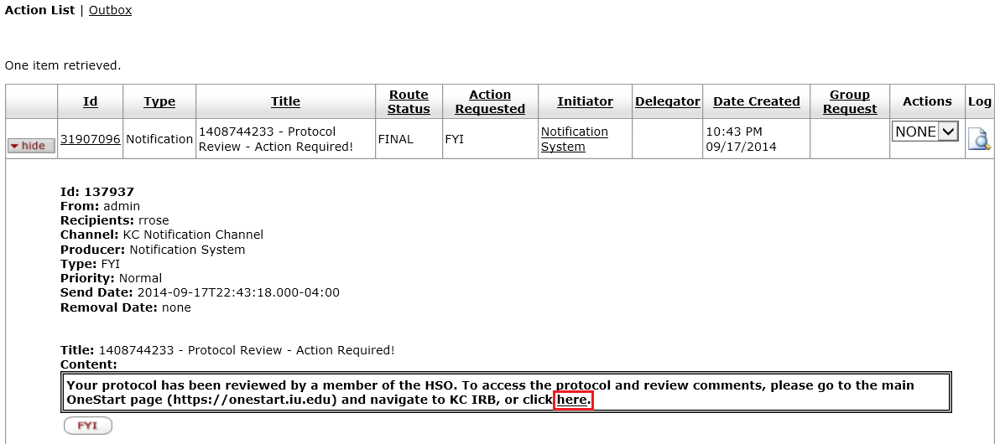 Action List | Outbox
One item retrieved.
Id Type Title Route Status Action Requested Initiator Delegator Date Created Group Request Actions Log
hide 31907096 Notification 1408744233 - Protocol Review - Action Required! FINAL FYI Notification System 10:43 PM 09/17/2014 NONE
Id: 137937
From: admin
Recipients: rrose
Channel: KC Notification Channel
Producer: Notification System
Type: FYI
Priority: Normal
Send Date: 2014-09-17T22:43:18.000-04:00
Removal Date: none
Title: 1408744233 - Protocol Review - Action Required!
Content:
Your protocol has been reviewed by a member of the HSO. To access the protocol and review comments, please go to the main
OneStart page (https://onestart.iu.edu) and navigate to KC IRB, or click here.
FYI